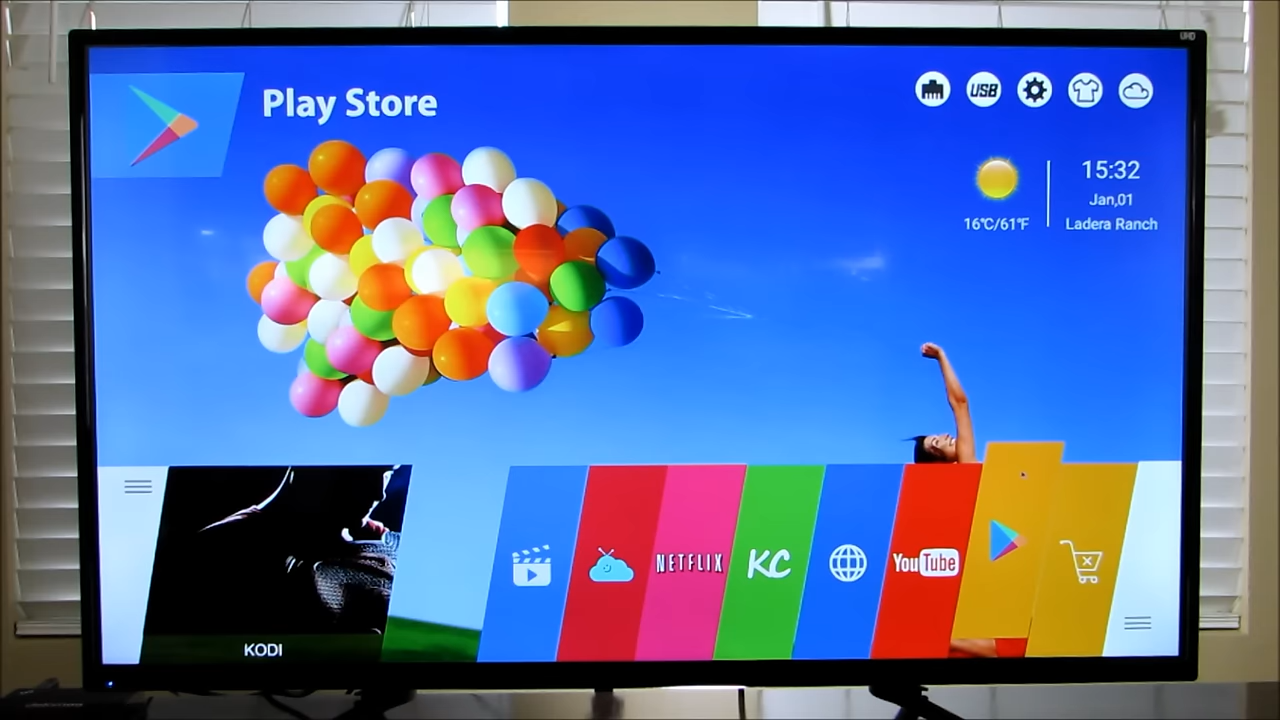 UHD
Play Store
USB
15:32
Jan,01
16℃/61℉
Ladera Ranch
NETFLIX
KC
YouTube
KODI